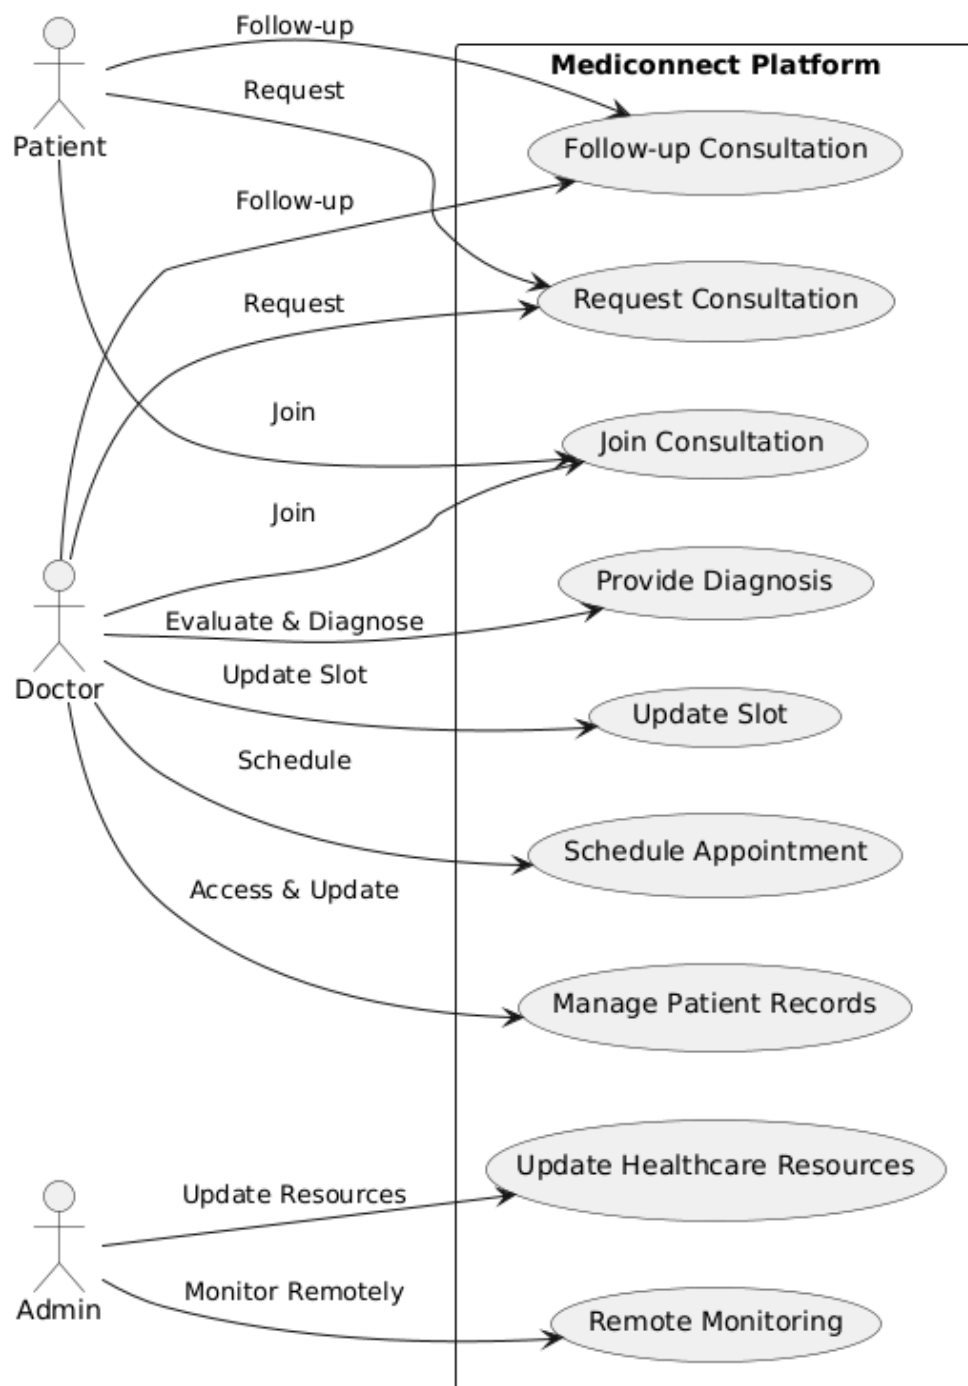 Follow-up
Mediconnect Platform
Request
Patient
Follow-up Consultation
Follow-up
Request Consultation
Request
Join
Join Consultation
Join
Provide Diagnosis
Evaluate & Diagnose
Doctor
Update Slot
Update Slot
Schedule
Schedule Appointment
Access & Update
Manage Patient Records
Update Healthcare Resources
Update Resources
Admin
Monitor Remotely
Remote Monitoring